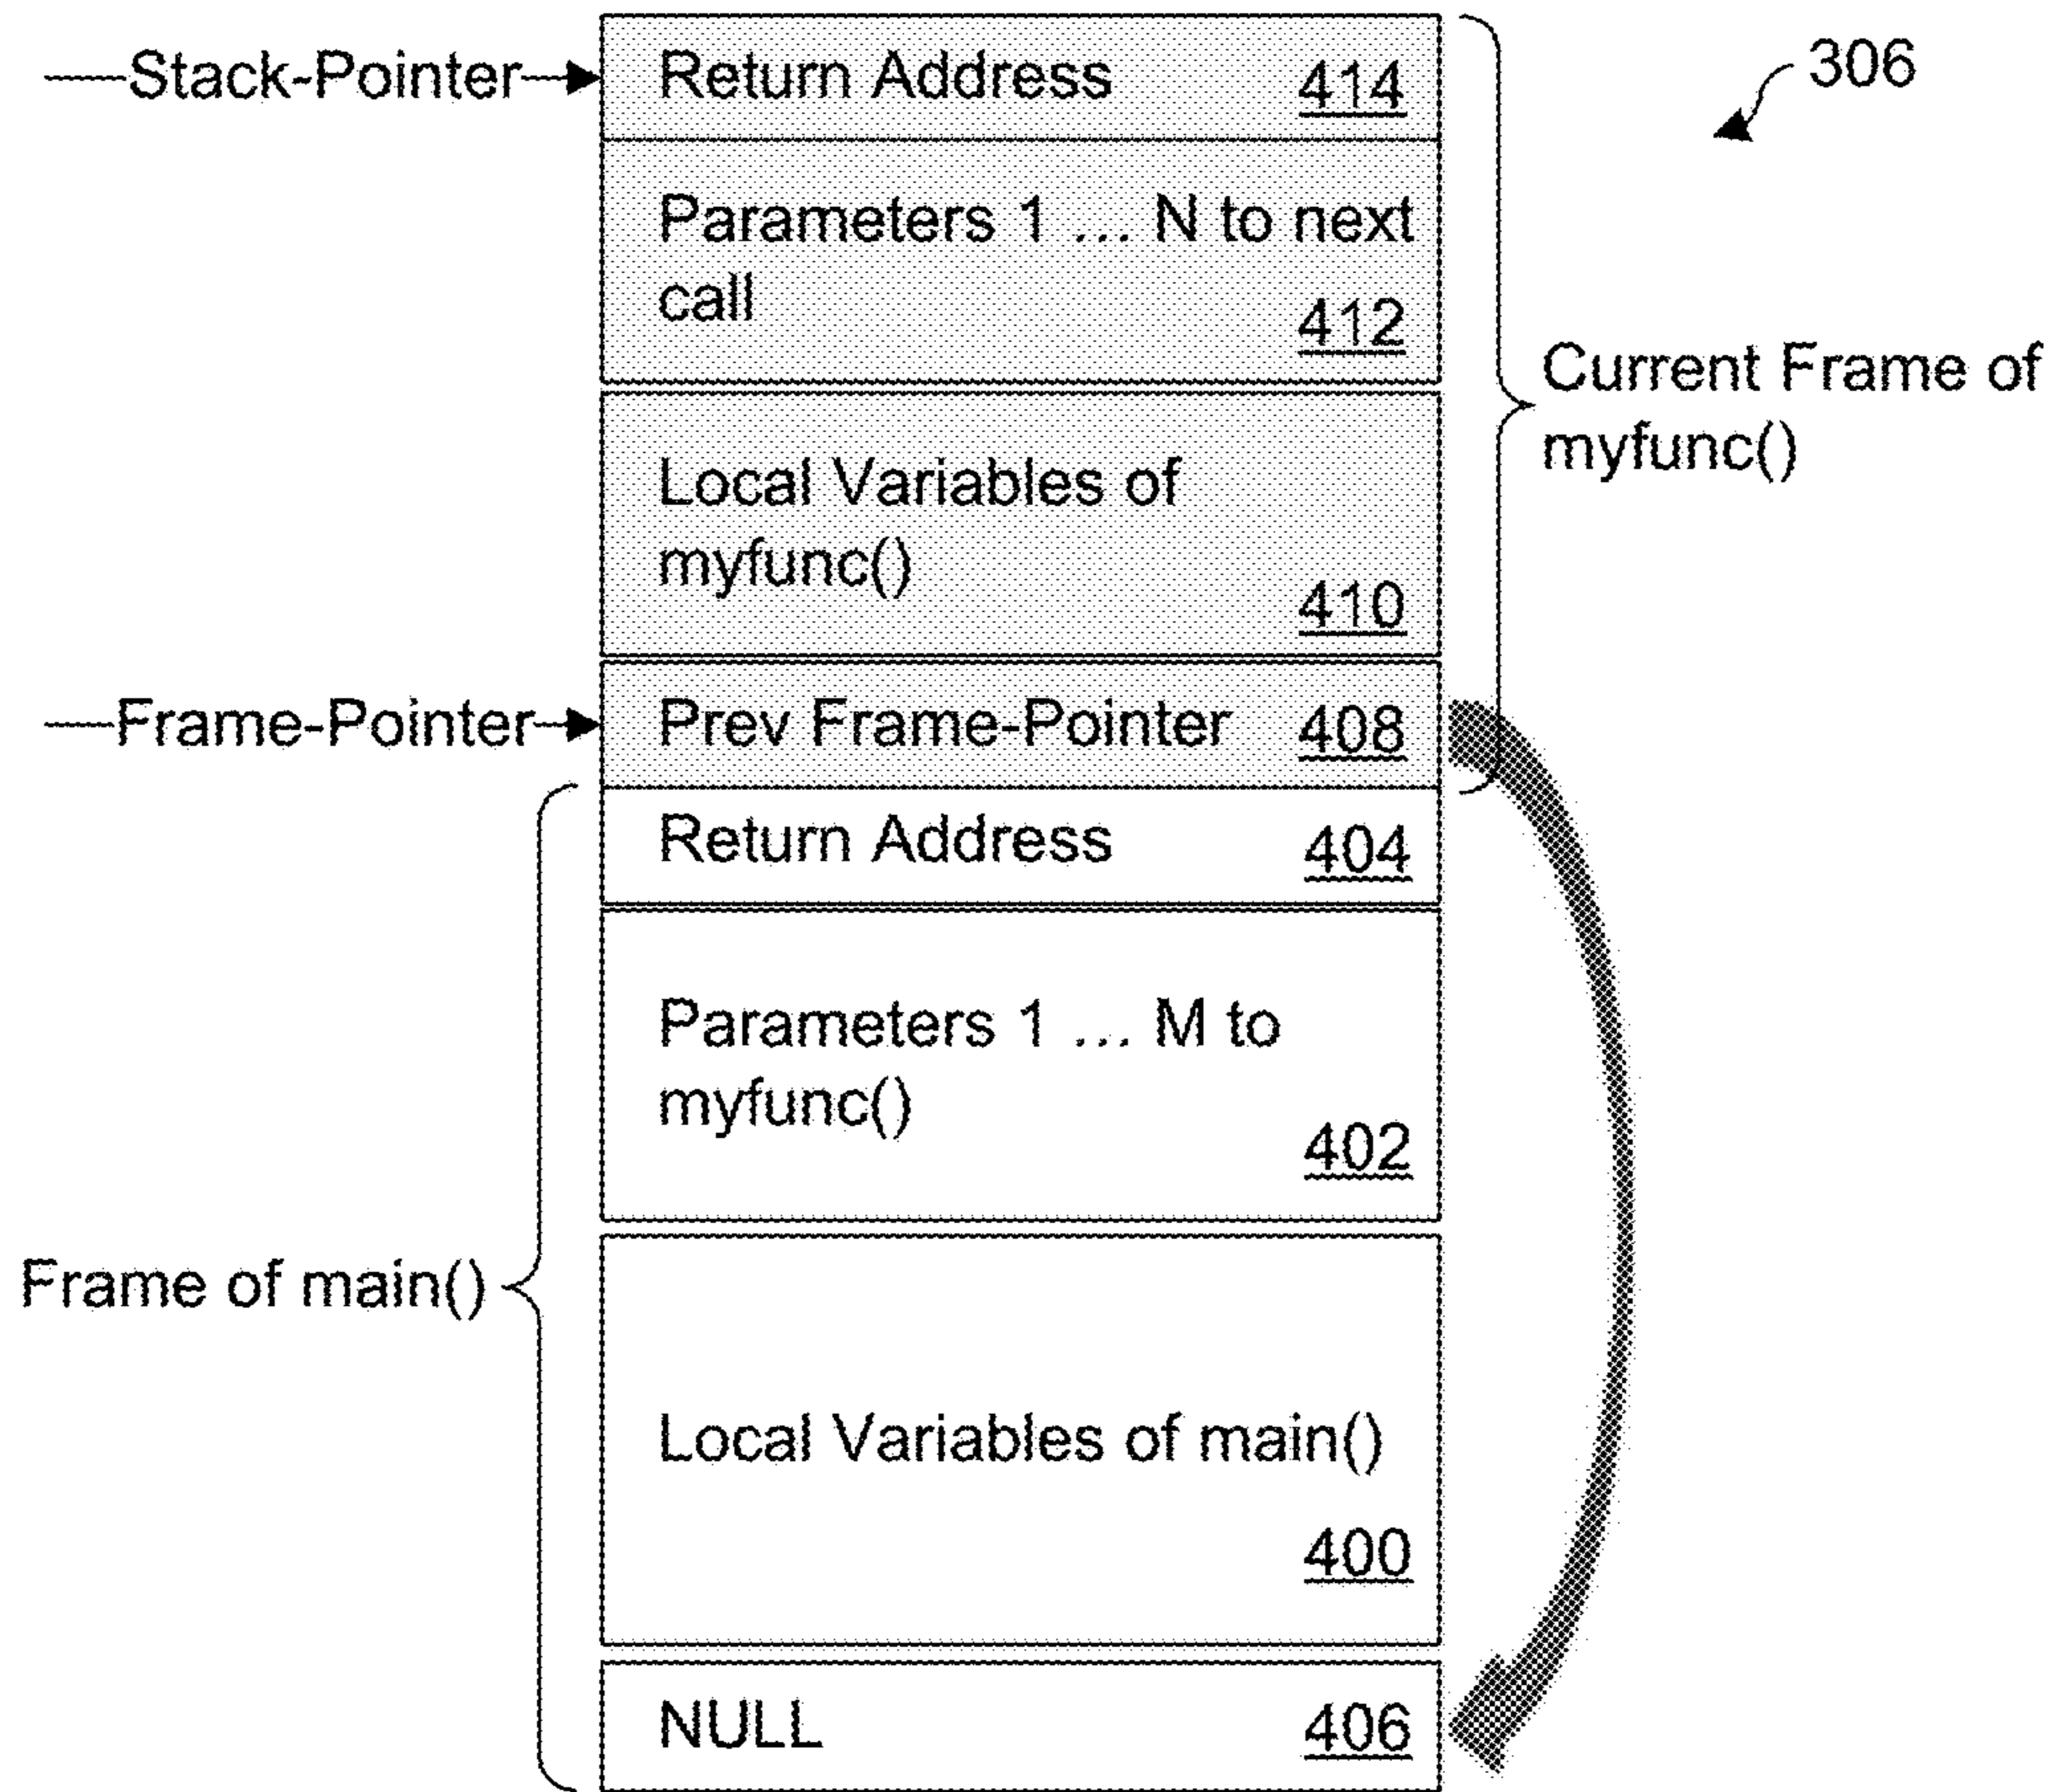 Stack-Pointer
Return Address 414
306
Parameters 1 ... N to next
call
412
Current Frame of
myfunc()
Local Variables of
myfunc()
410
Frame-Pointer
Prev Frame-Pointer 408
Return Address 404
Parameters 1 ... M to
myfunc()
402
Frame of main()
Local Variables of main()
400
NULL 406